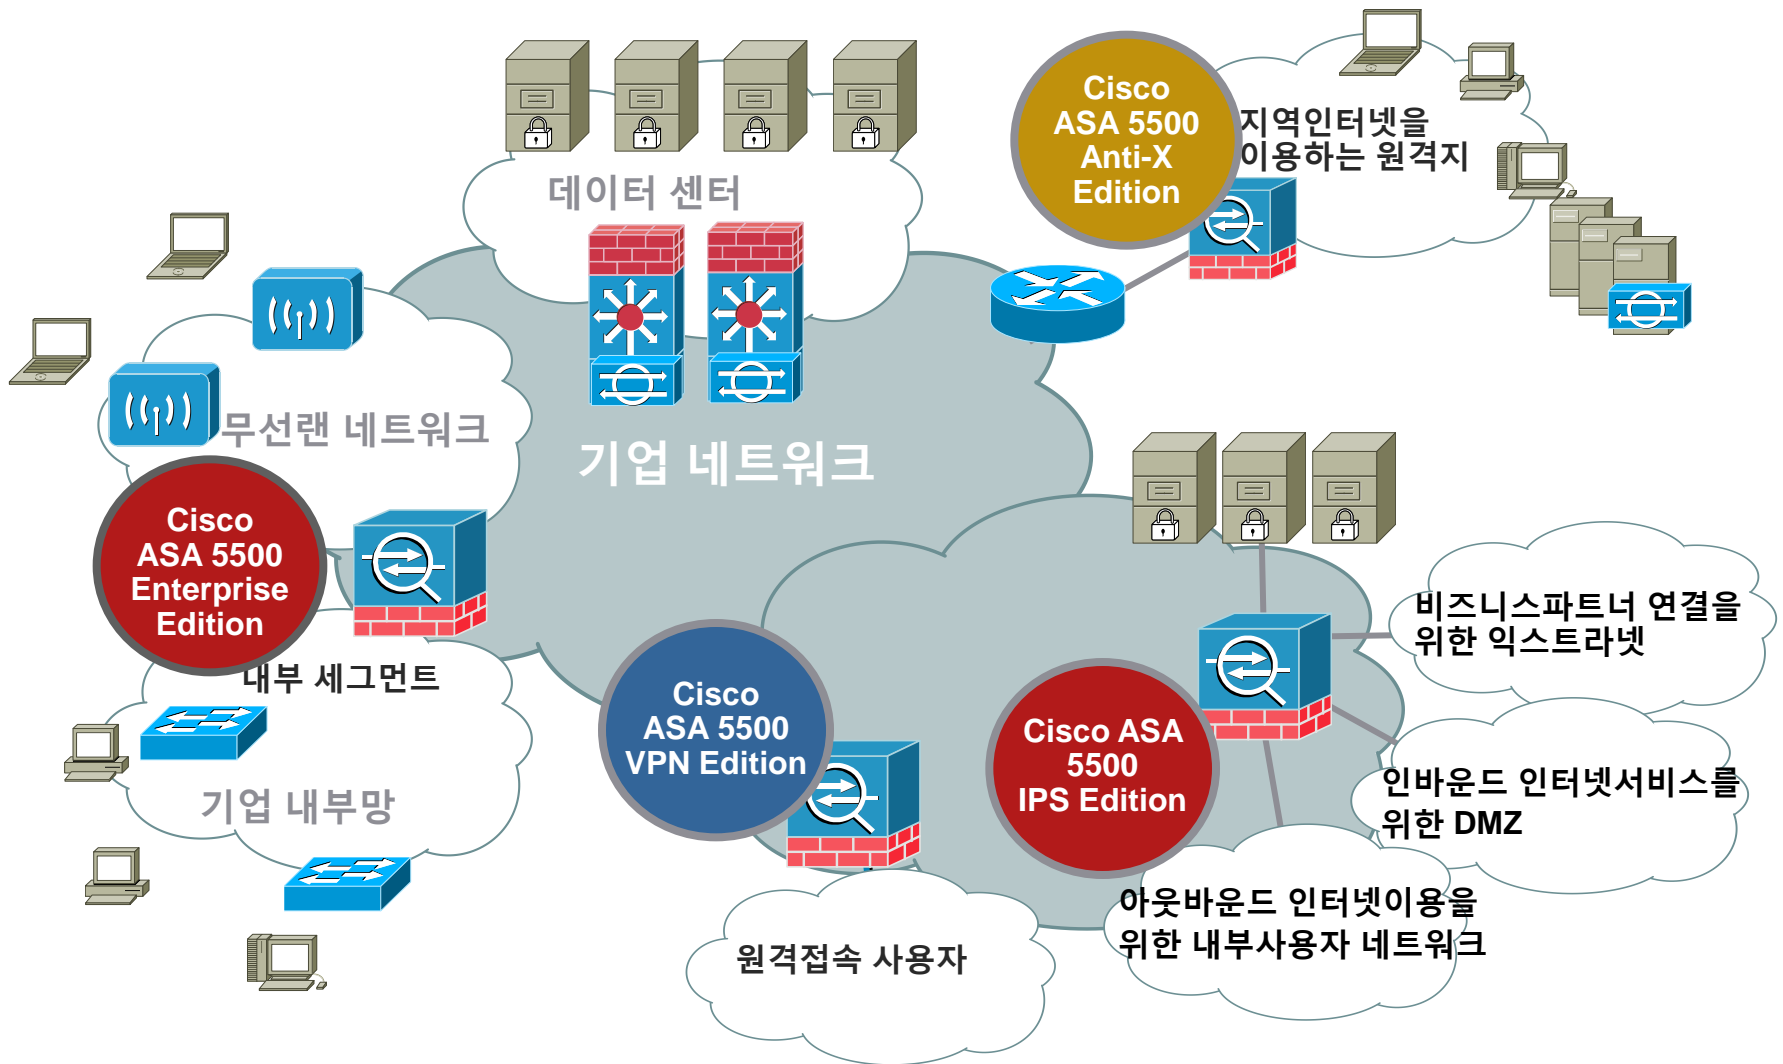 Cisco
ASA 5500
Anti-X
Edition
지역인터넷을
이용하는 원격지
데이터 센터
무선랜 네트워크
기업 네트워크
Cisco
ASA 5500
Enterprise
Edition
내부 세그먼트
기업 내부망
Cisco
ASA 5500
VPN Edition
Cisco ASA
5500
IPS Edition
비즈니스파트너 연결을
위한 익스트라넷
인바운드 인터넷서비스를
위한 DMZ
아웃바운드 인터넷이용을
위한 내부사용자 네트워크
원격접속 사용자